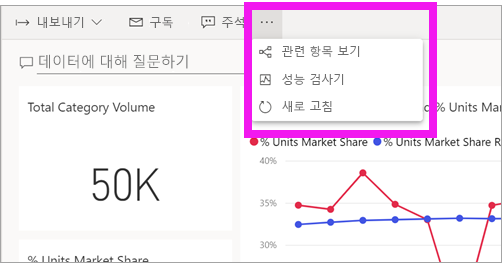 내보내기 구독 주석 ...
관련 항목 보기
데이터에 대해 질문하기
성능 검사기
새로 고침
Total Category Volume
% Units Market
% Units Market Share % Units Market Share R
50K
40%
35%
30%
% Units Market Share